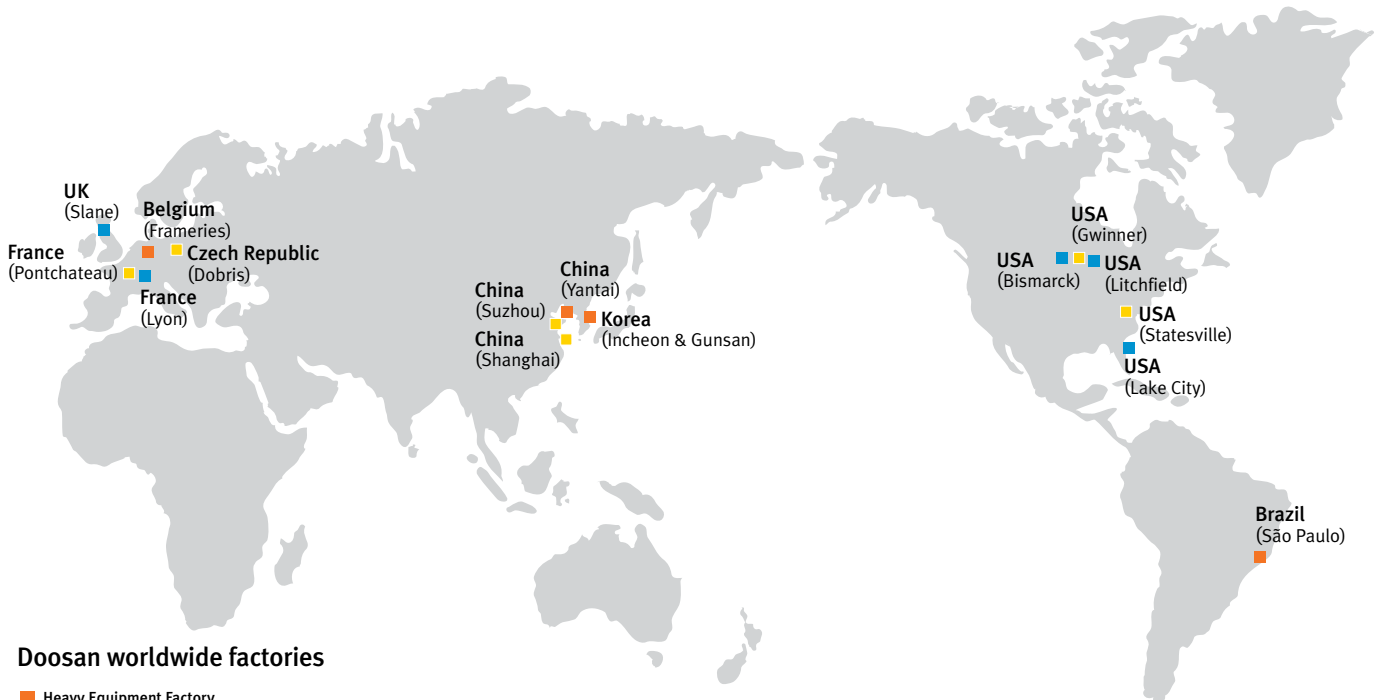 UK
(Slane)
Belgium
(Frameries)
France
(Pontchateau)
Czech Republic
(Dobris)
France
(Lyon)
China
(Yantai)
China
(Suzhou)
Korea
(Incheon & Gunsan)
China
(Shanghai)
USA
(Gwinner)
USA
(Bismarck)
USA
(Litchfield)
USA
(Statesville)
USA
(Lake City)
Brazil
(São Paulo)
Doosan worldwide factories
Heavy Equipment Factory